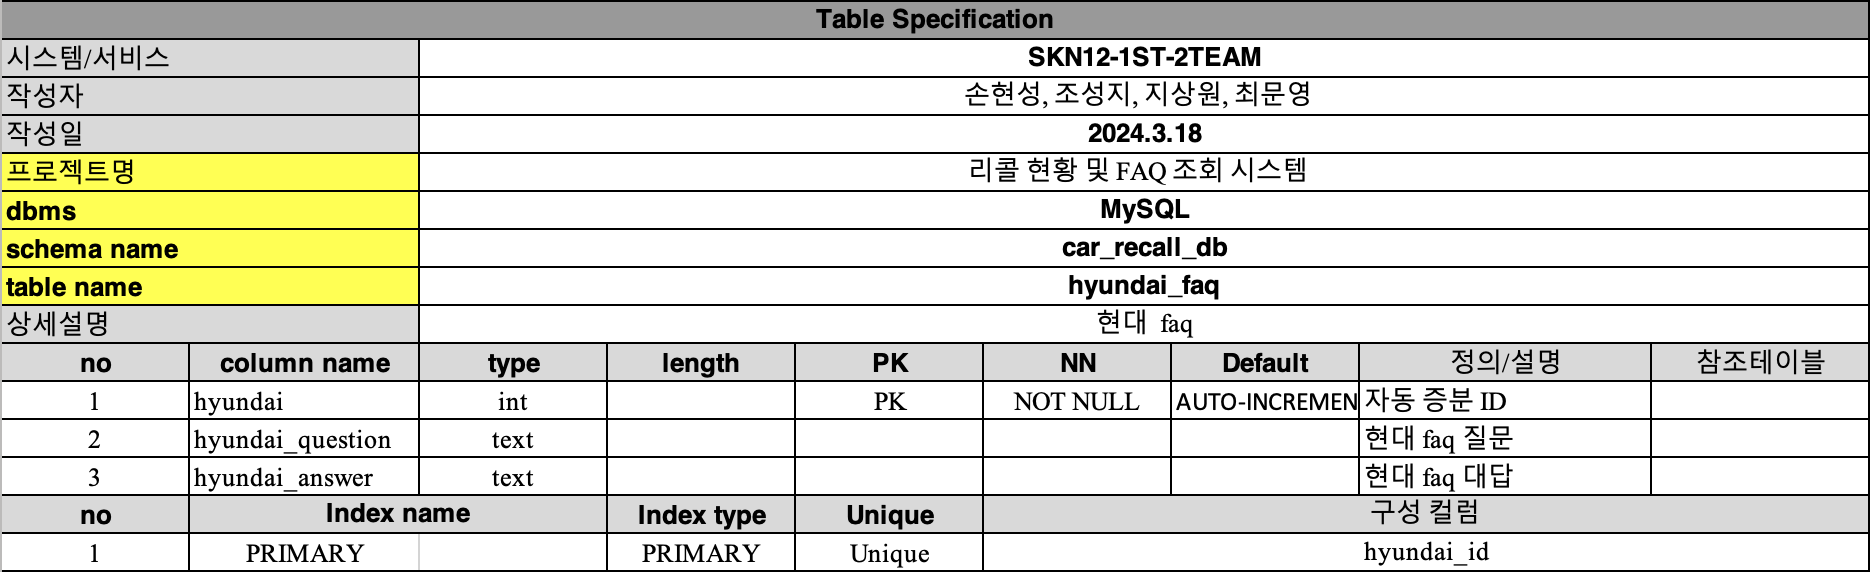 Table Specification
시스템/서비스 SKN12-1ST-2TEAM
작성자 손현성, 조성지, 지상원, 최문영
작성일 2024.3.18
프로젝트명 리콜 현황 및 FAQ 조회 시스템
dbms MySQL
schema name car_recall_db
table name hyundai_faq
상세설명 현대 faq
no column name type length PK NN Default 정의/설명 참조테이블
1 hyundai int PK NOT NULL AUTO-INCREMEN 자동 증분 ID
2 hyundai_question text 현대 faq 질문
3 hyundai_answer text 현대 faq 대답
no Index name Index type Unique 구성 컬럼
1 PRIMARY PRIMARY Unique hyundai_id